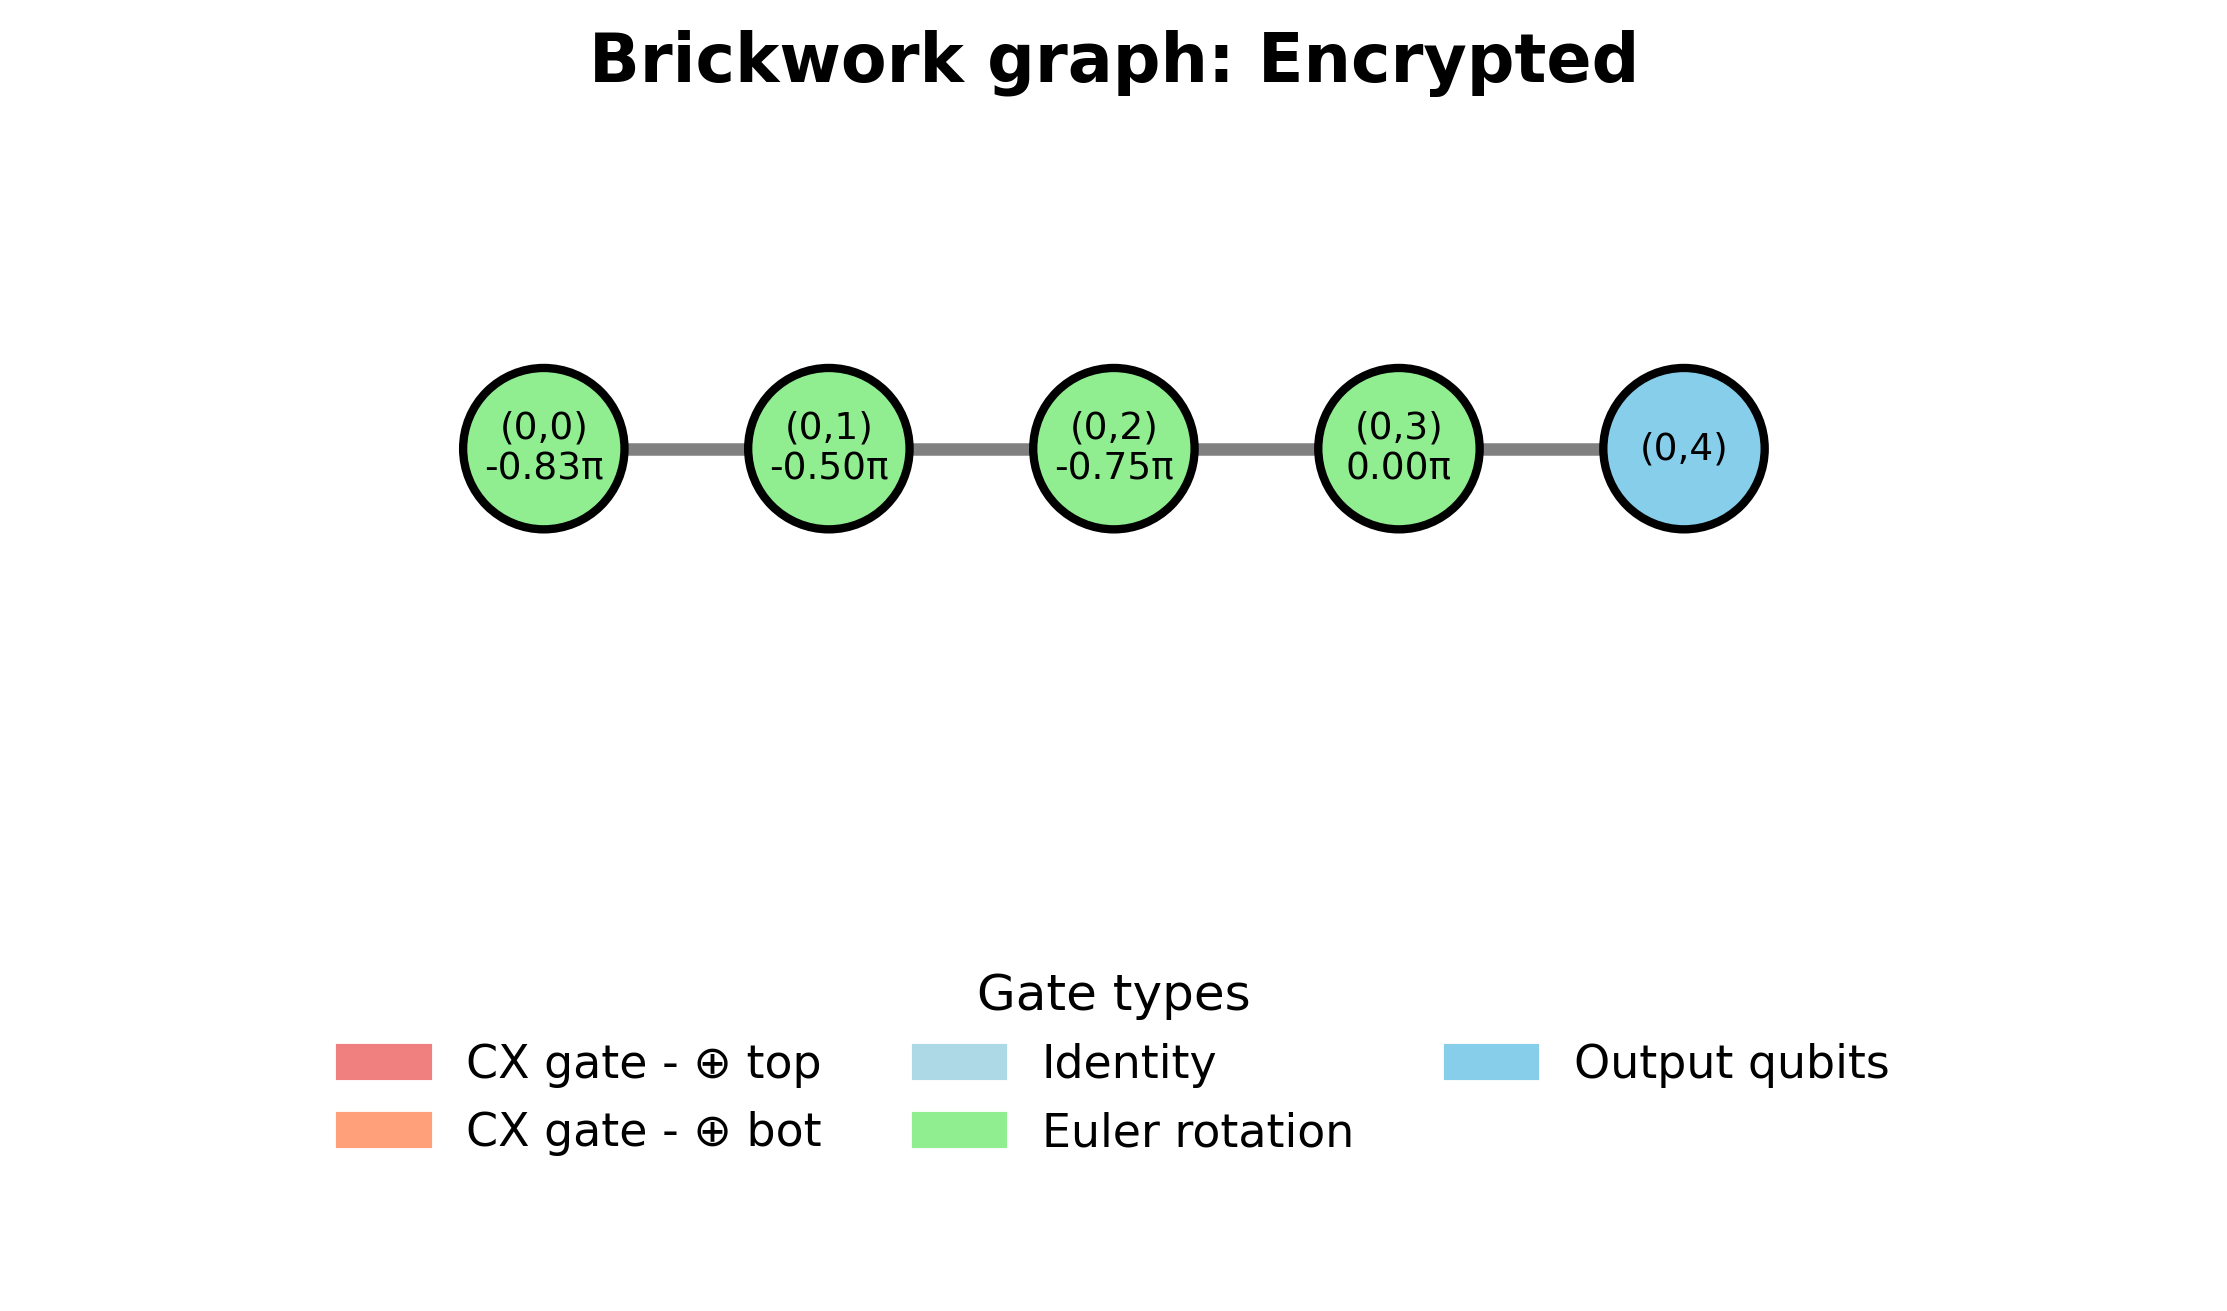 Brickwork graph: Encrypted
(0,0)
-0.83π
(0,1)
-0.50π
(0,2)
-0.75π
(0,3)
0.00π
(0,4)
Gate types
CX gate - ⊕ top
CX gate - ⊕ bot
Identity
Euler rotation
Output qubits